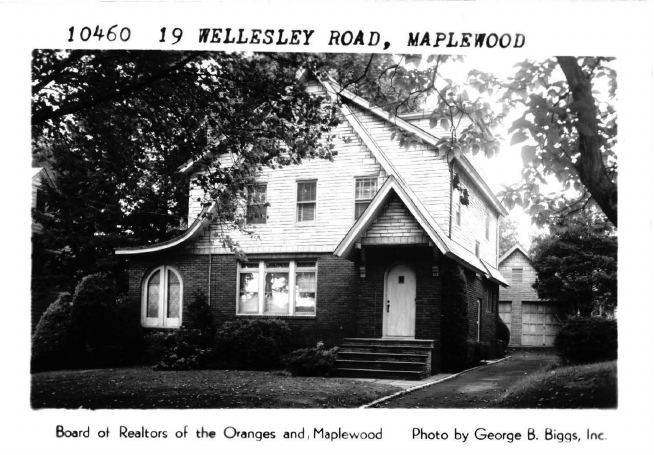 10460 19 WELLESLEY ROAD, MAPLEWOOD
Board of Realtors of the Oranges and Maplewood Photo by George B. Biggs, Inc.